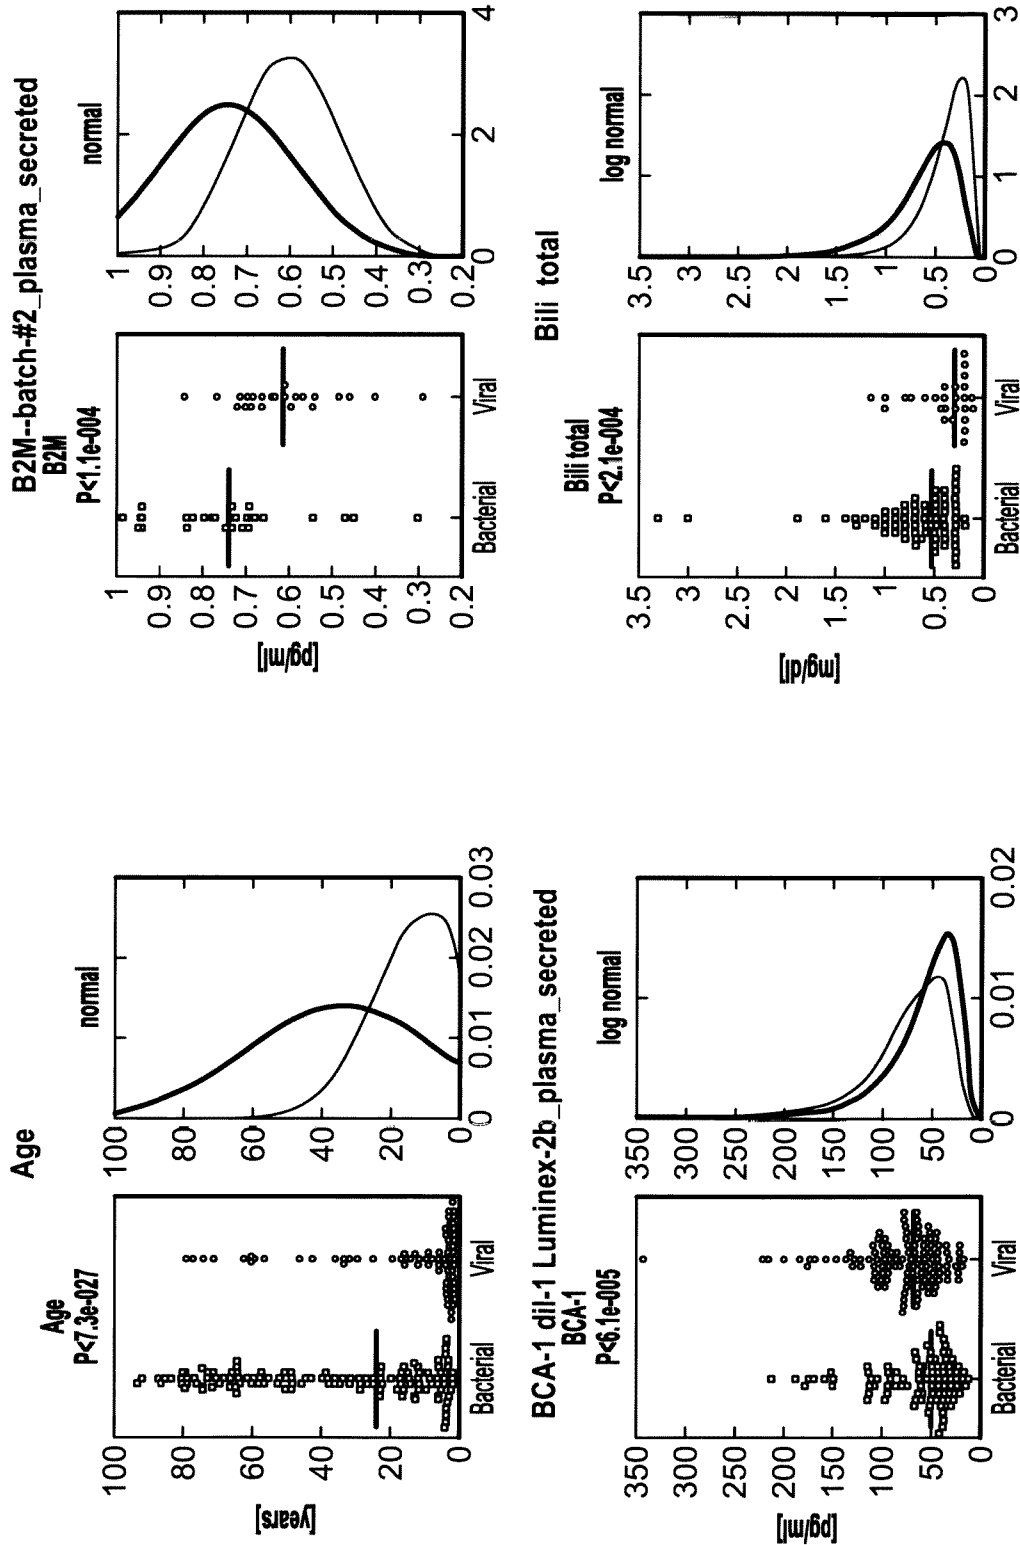 Age
Age
P<7.3e-027
normal
[years]
100
80
60
40
20
0
Bacterial
Viral
100
80
60
40
20
0
0
0.01
0.02
0.03
B2M--batch-#2_plasma_secreted
B2M
P<1.1e-004
normal
[pg/ml]
1
0.9
0.8
0.7
0.6
0.5
0.4
0.3
0.2
Bacterial
Viral
1
0.9
0.8
0.7
0.6
0.5
0.4
0.3
0.2
0
2
4
BCA-1 dil-1 Luminex-2b_plasma_secreted
BCA-1
P<6.1e-005
log normal
[pg/ml]
350
300
250
200
150
100
50
0
Bacterial
Viral
350
300
250
200
150
100
50
0
0
0.01
0.02
Bili total
Bili total
P<2.1e-004
log normal
[mg/dl]
3.5
3
2.5
2
1.5
1
0.5
0
Bacterial
Viral
3.5
3
2.5
2
1.5
1
0.5
0
0
1
2
3